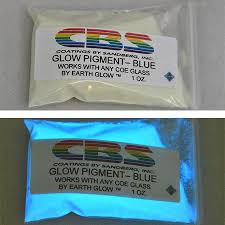 CBS
COATINGS BY SANDBERG, INC.
GLOW PIGMENT- BLUE
WORKS WITH ANY COE GLASS
BY EARTH GLOW™ 1 OZ.
CBS
COATINGS BY SANDBERG, INC.
GLOW PIGMENT- BLUE
WORKS WITH ANY COE GLASS
BY EARTH GLOW™ 1 OZ.